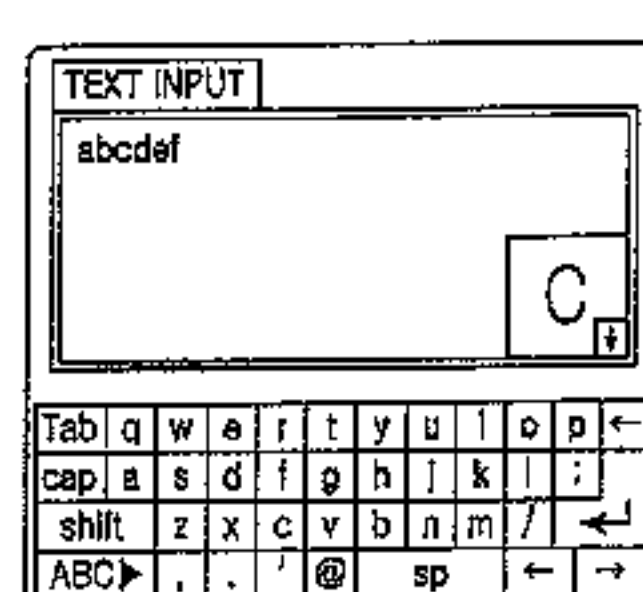 TEXT INPUT
abcdef
C
Tab q w e r t y u i o p ←
cap a s d f g h j k l ;
shift z x c v b n m /
ABC▶ , . ' @ sp ← →